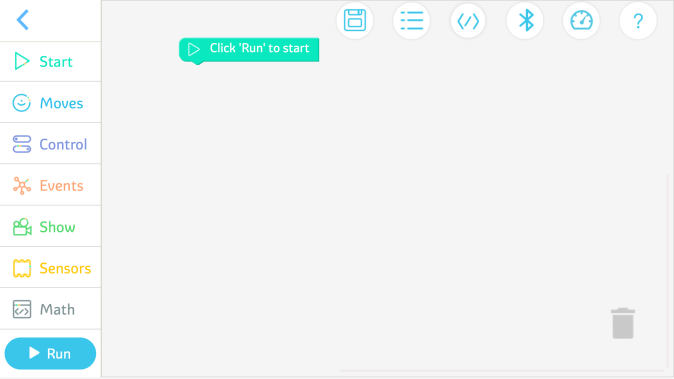 Click 'Run' to start
?
Start
Moves
Control
Events
Show
Sensors
Math
Run